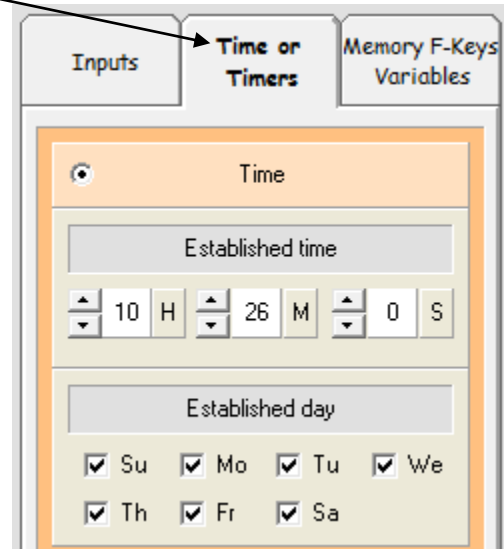 Inputs
Time or
Timers
Memory F-Keys
Variables
Time
Established time
10 H 26 M 0 S
Established day
Su Mo Tu We
Th Fr Sa